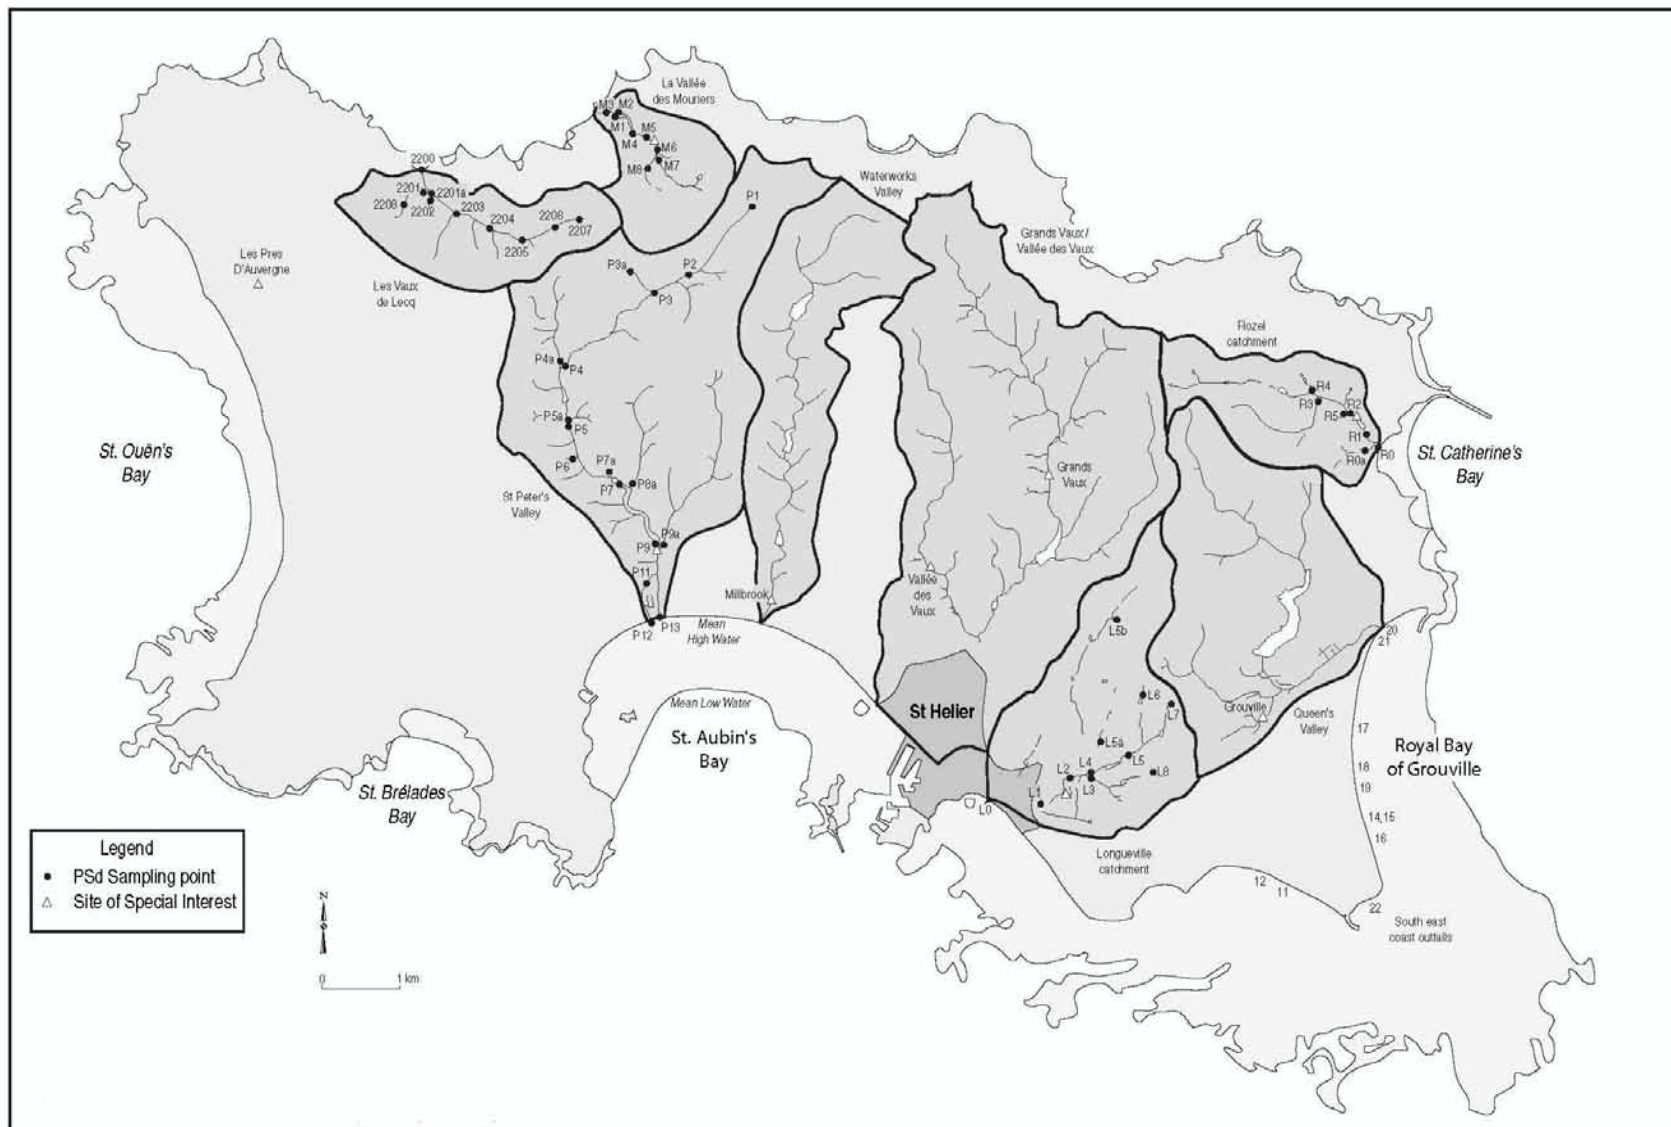 La Vallée
des Mouriers
M3
M2
M1
M5
M4
M6
M7
M8
2200
2201
2201a
2208
2202
2203
2204
2205
2206
2207
Waterworks
Valley
P1
Grands Vaux /
Vallée des Vaux
Les Pres
D'Auvergne
Les Vaux
de Lecq
P3a
P2
P3
Rozel
catchment
P4a
P4
R4
R3
R2
R5
R1
R0
R0a
P5a
P5
St. Ouën's
Bay
St. Catherine's
Bay
P6
P7a
P7
P8a
St Peter's
Valley
Grands
Vaux
P9
P9a
P11
Millbrook
Vallée
des
Vaux
P12
P13
Mean
High Water
L5b
20
21
Mean Low Water
St Helier
L6
L7
Grouville
Queen's
Valley
17
St. Aubin's
Bay
Royal Bay
of Grouville
L5a
L5
L4
L2
L3
L8
L1
L0
18
19
14,15
16
St. Brélades
Bay
Longueville
catchment
12
11
22
South east
coast outfalls
Legend
PSd Sampling point
Site of Special Interest
N
0
1 km